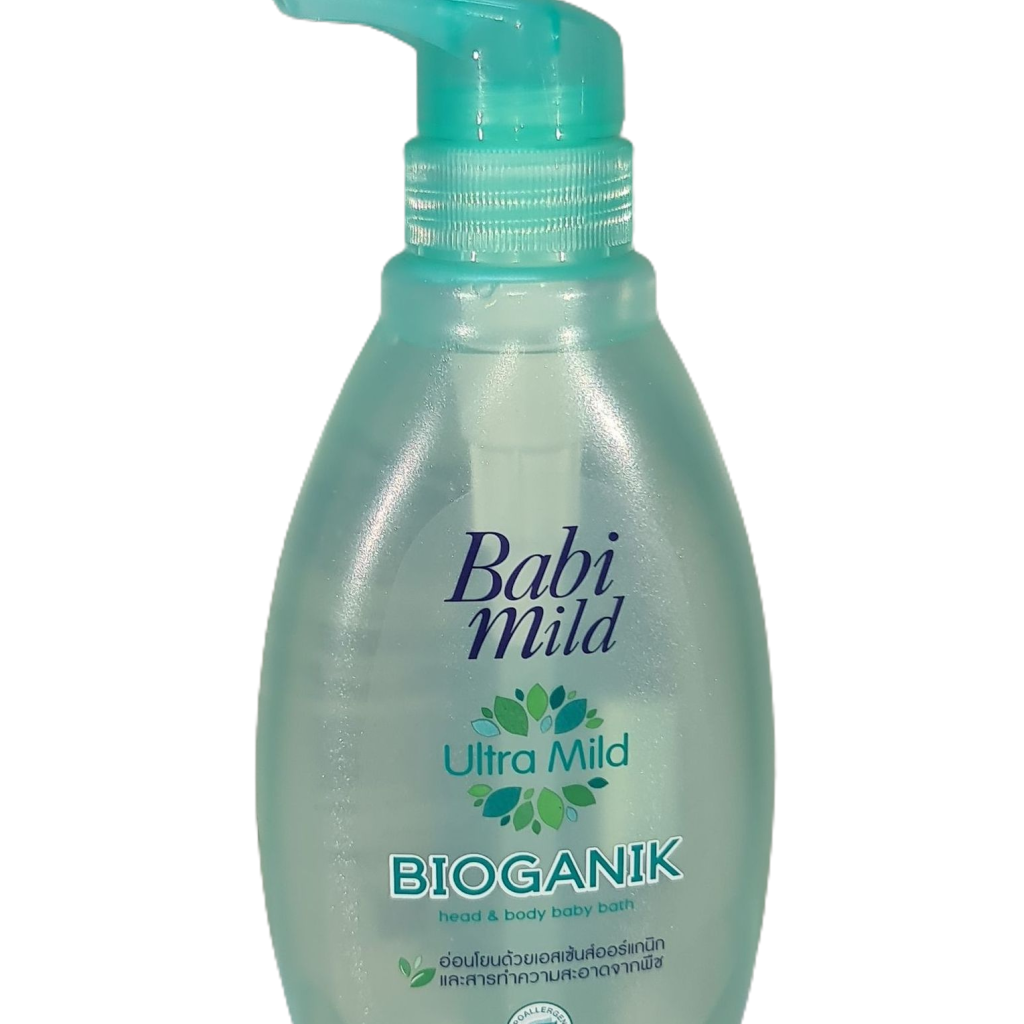 Babi
Mild
Ultra Mild
BIOGANIK
head & body baby bath
อ่อนโยนด้วยเอสเซ้นส์ออร์แกนิก
และสารทำความสะอาดจากพืช